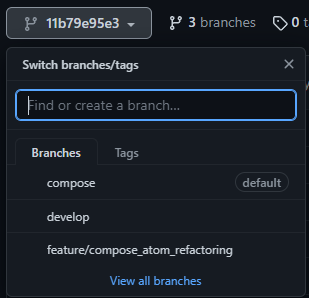 11b79e95e3
3 branches
0
Switch branches/tags
Find or create a branch...
Branches
Tags
compose
default
develop
feature/compose_atom_refactoring
View all branches